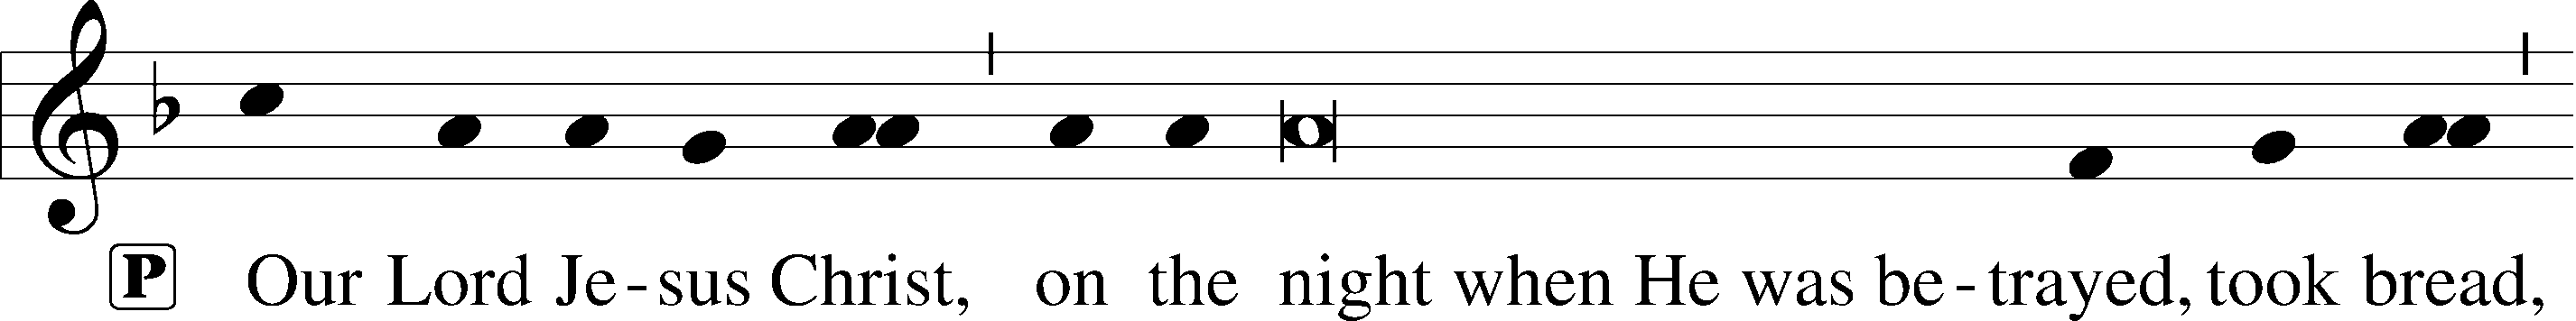 P Our Lord Je-sus Christ, on the night when He was be-trayed, took bread,